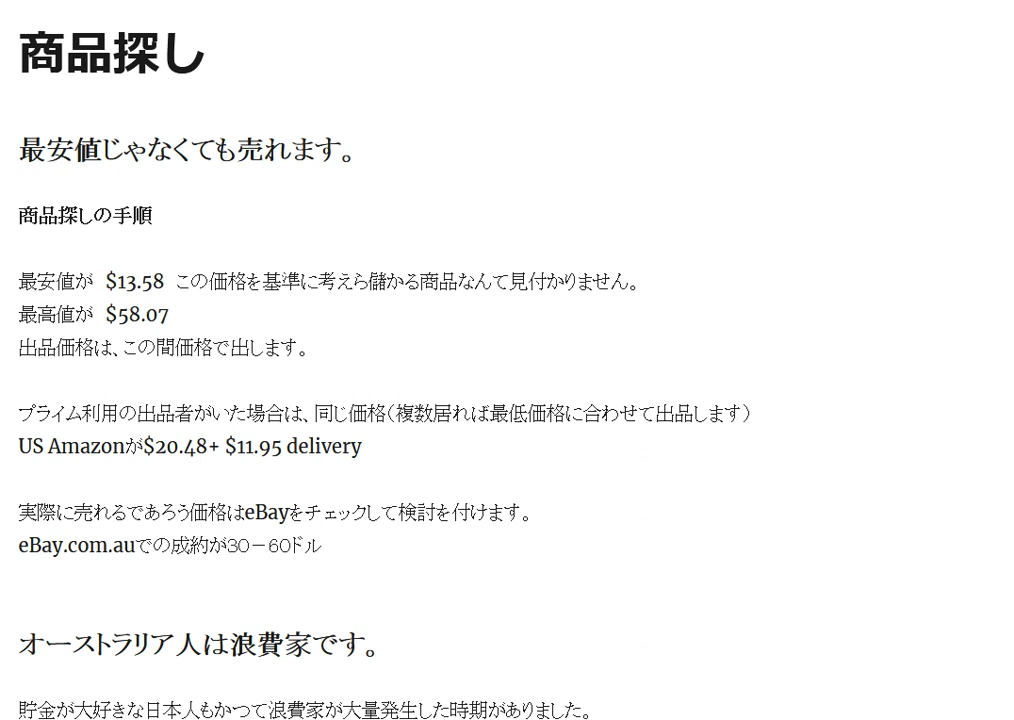 商品探し
最安値じゃなくても売れます。
商品探しの手順
最安値が $13.58 この価格を基準に考えら儲かる商品なんて見付かりません。
最高値が $58.07
出品価格は、この間価格で出します。
プライム利用の出品者がいた場合は、同じ価格（複数居れば最低価格に合わせて出品します）
US Amazonが$20.48+ $11.95 delivery
実際に売れるであろう価格はeBayをチェックして検討を付けます。
eBay.com.auでの成約が30－60ドル
オーストラリア人は浪費家です。
貯金が大好きな日本人もかつて浪費家が大量発生した時期がありました。